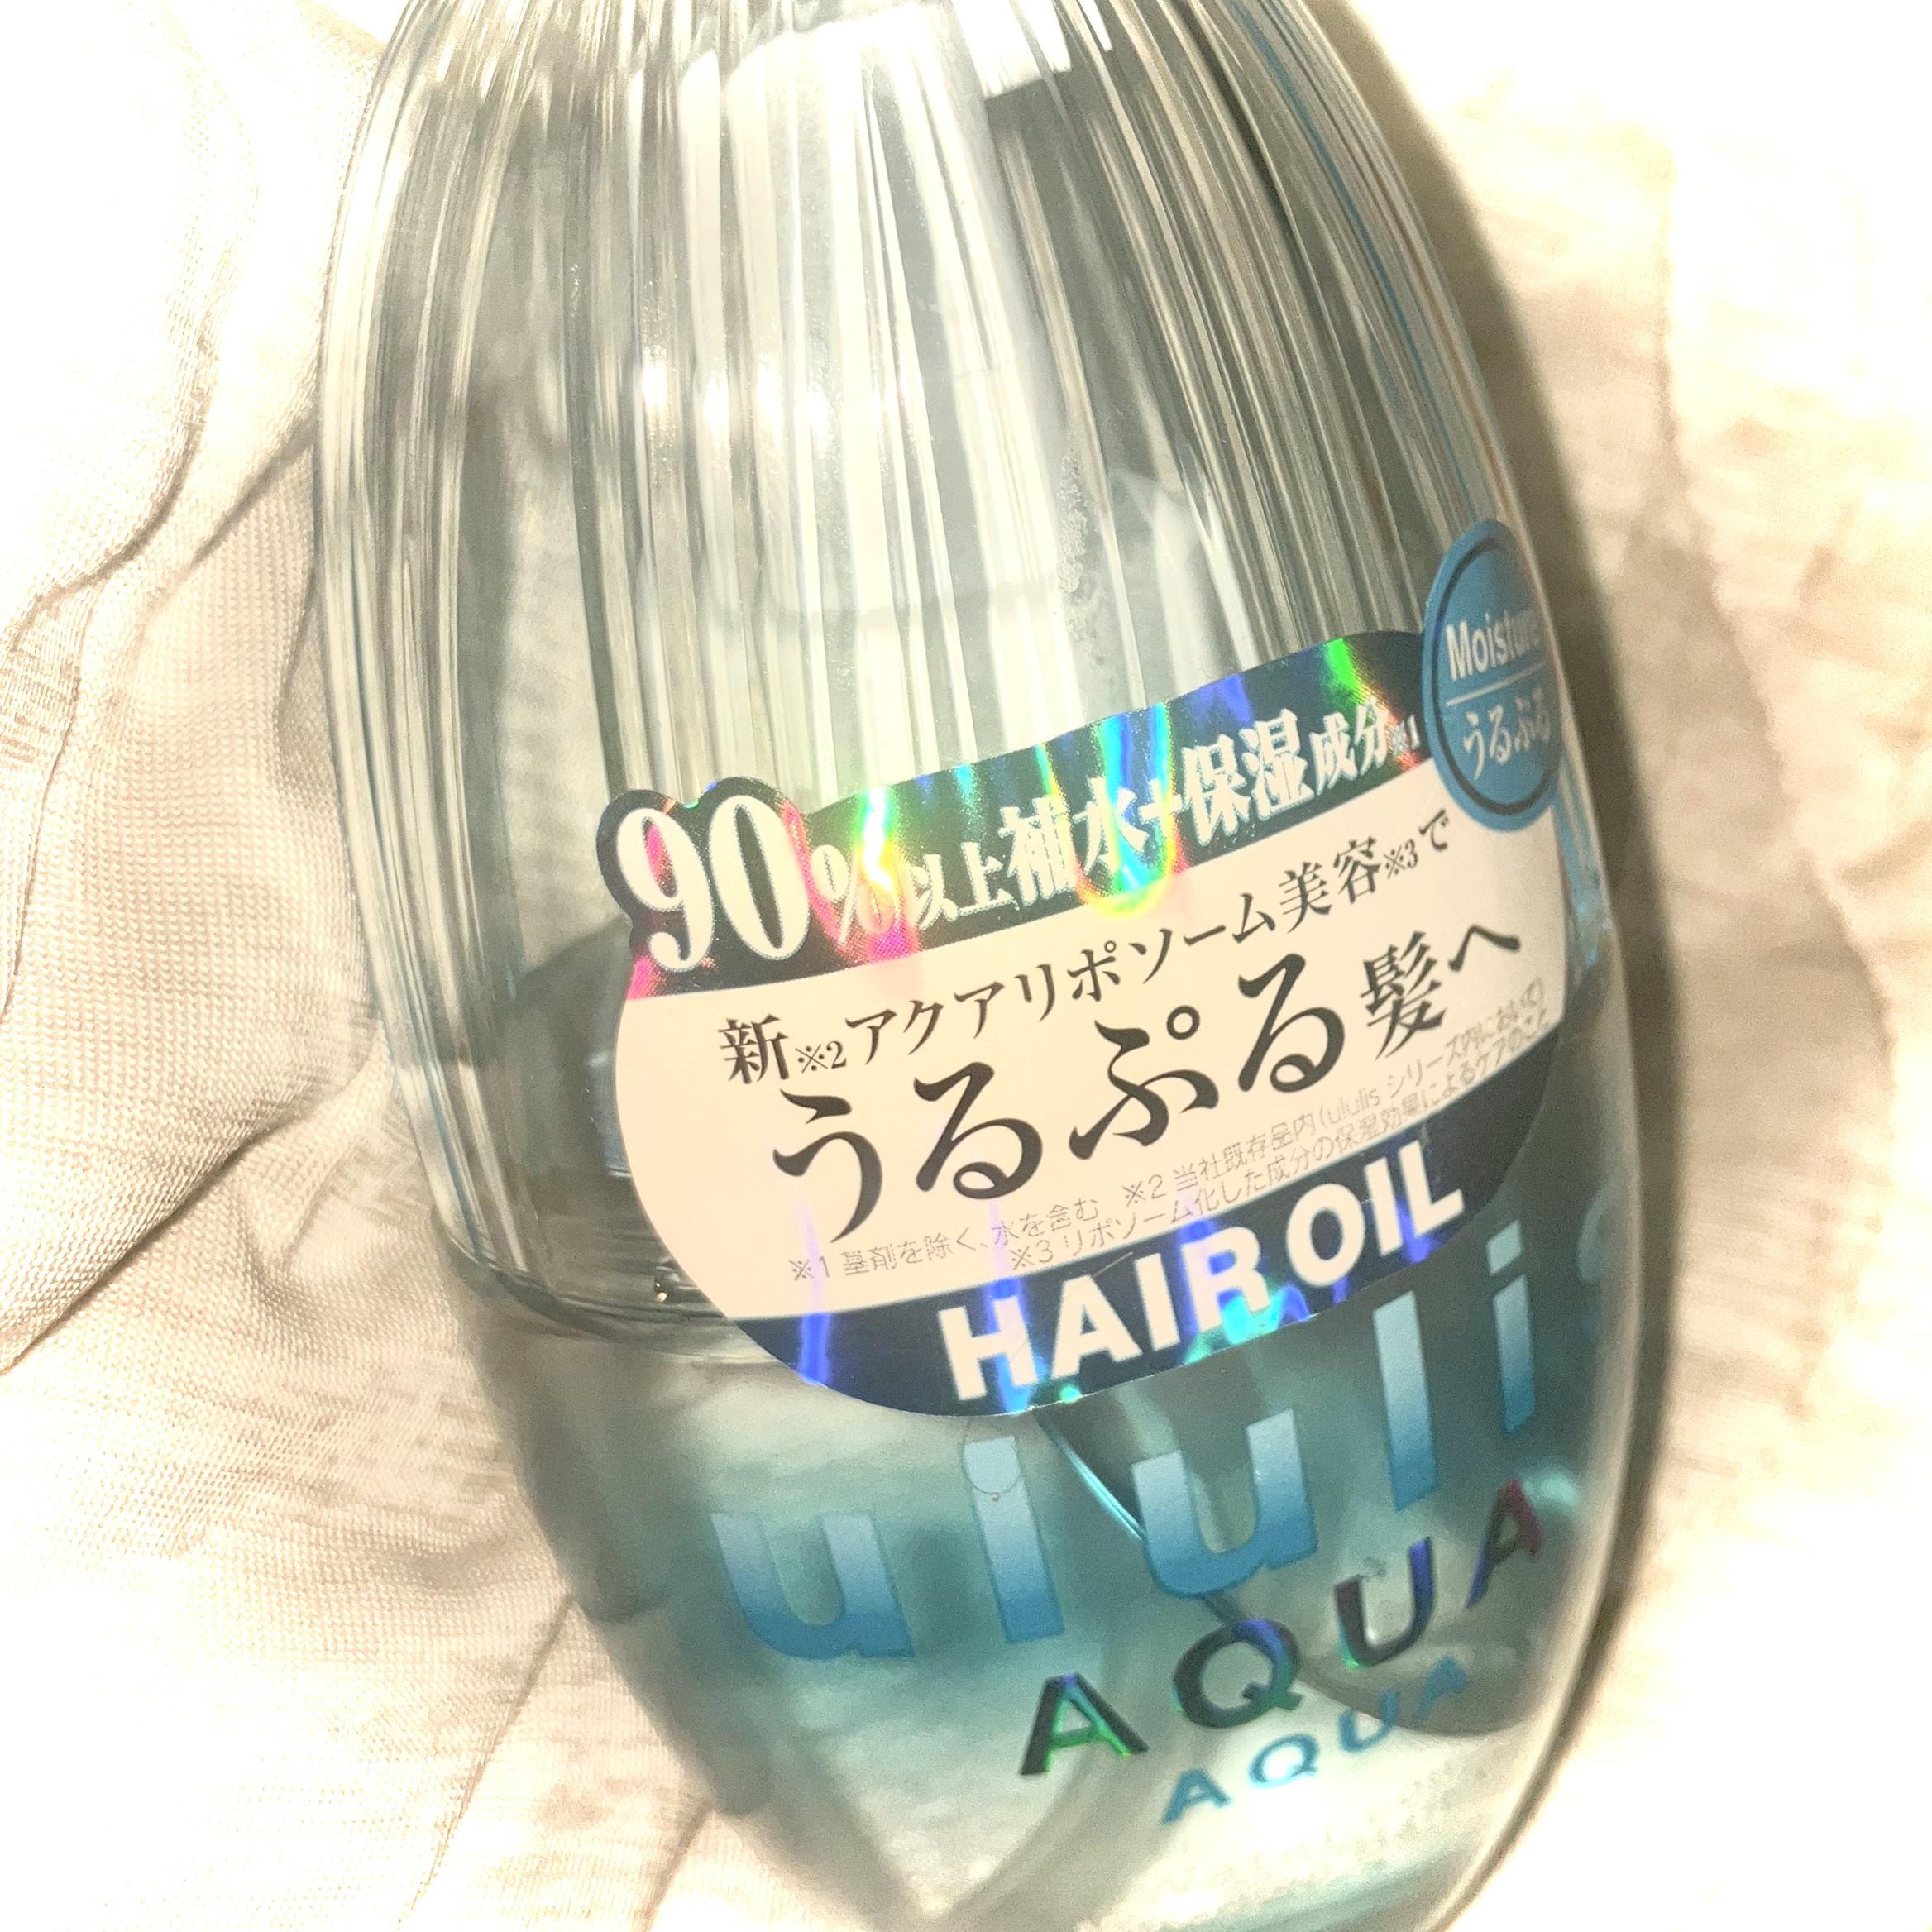 Moisture
うるぷる
90%以上補水+保湿成分※1
新※2アクアリポソーム美容※3で
うるぷる髪へ
※1 基剤を除く、水を含む ※2 当社既存品内(ululis シリーズ内において)
※3 リポソーム化した成分の保湿効果によるケアのこと
HAIR OIL
ululis
AQUA
AQUA